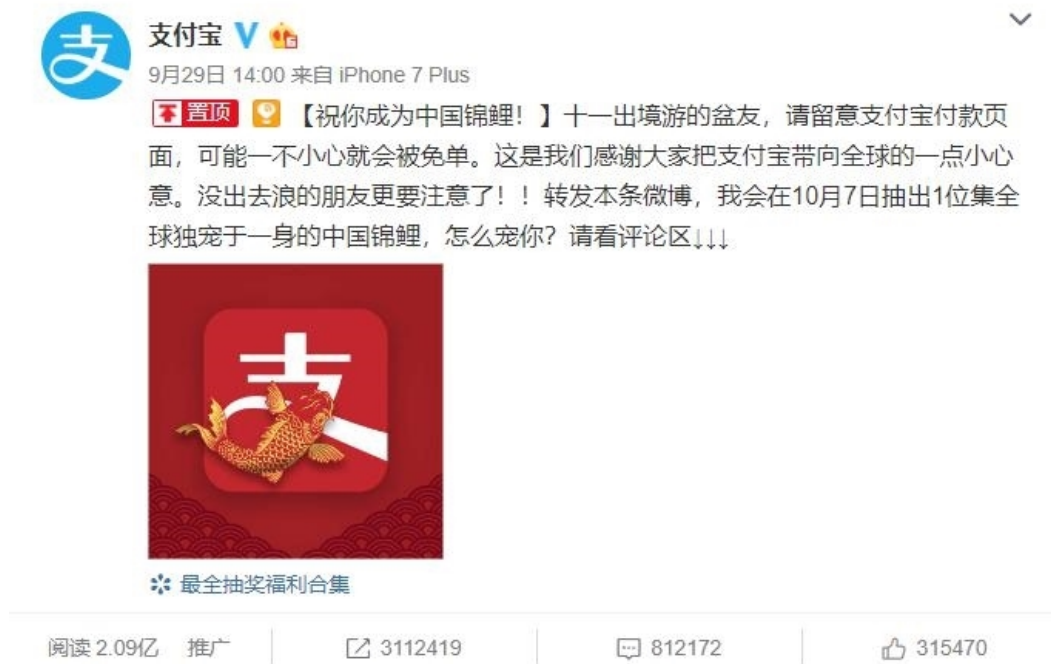 支
支付宝 V
9月29日 14:00 来自 iPhone 7 Plus
置顶 【祝你成为中国锦鲤！】十一出境游的盆友，请留意支付宝付款页
面，可能一不小心就会被免单。这是我们感谢大家把支付宝带向全球的一点小心
意。没出去浪的朋友更要注意了！！转发本条微博，我会在10月7日抽出1位集全
球独宠于一身的中国锦鲤，怎么宠你？请看评论区↓↓↓
支
最全抽奖福利合集
阅读 2.09亿 推广 3112419 812172 315470